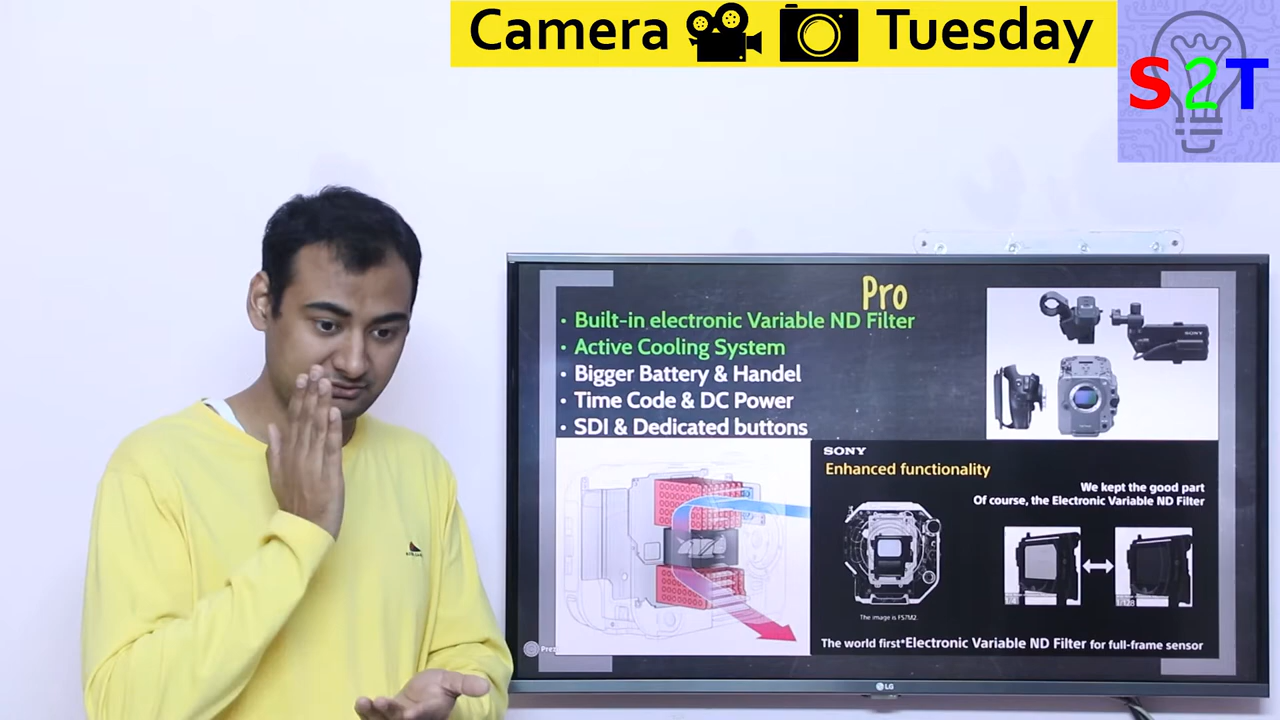 Camera Tuesday
S2T
Pro
• Built-in electronic Variable ND Filter
• Active Cooling System
• Bigger Battery & Handel
• Time Code & DC Power
• SDI & Dedicated buttons
SONY
SONY
Enhanced functionality
We kept the good part
Of course, the Electronic Variable ND Filter
The image is FS7M2.
The world first*Electronic Variable ND Filter for full-frame sensor
Prez
LG